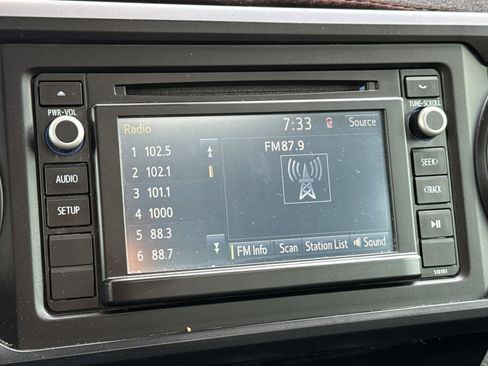 PWR•VOL
TUNE•SCROLL
Radio 7:33 Source
1 102.5
FM87.9
2 102.1
3 101.1
4 1000
5 88.3
6 88.7
FM Info Scan Station List Sound
AUDIO
SETUP
SEEK>
<TRACK
510101